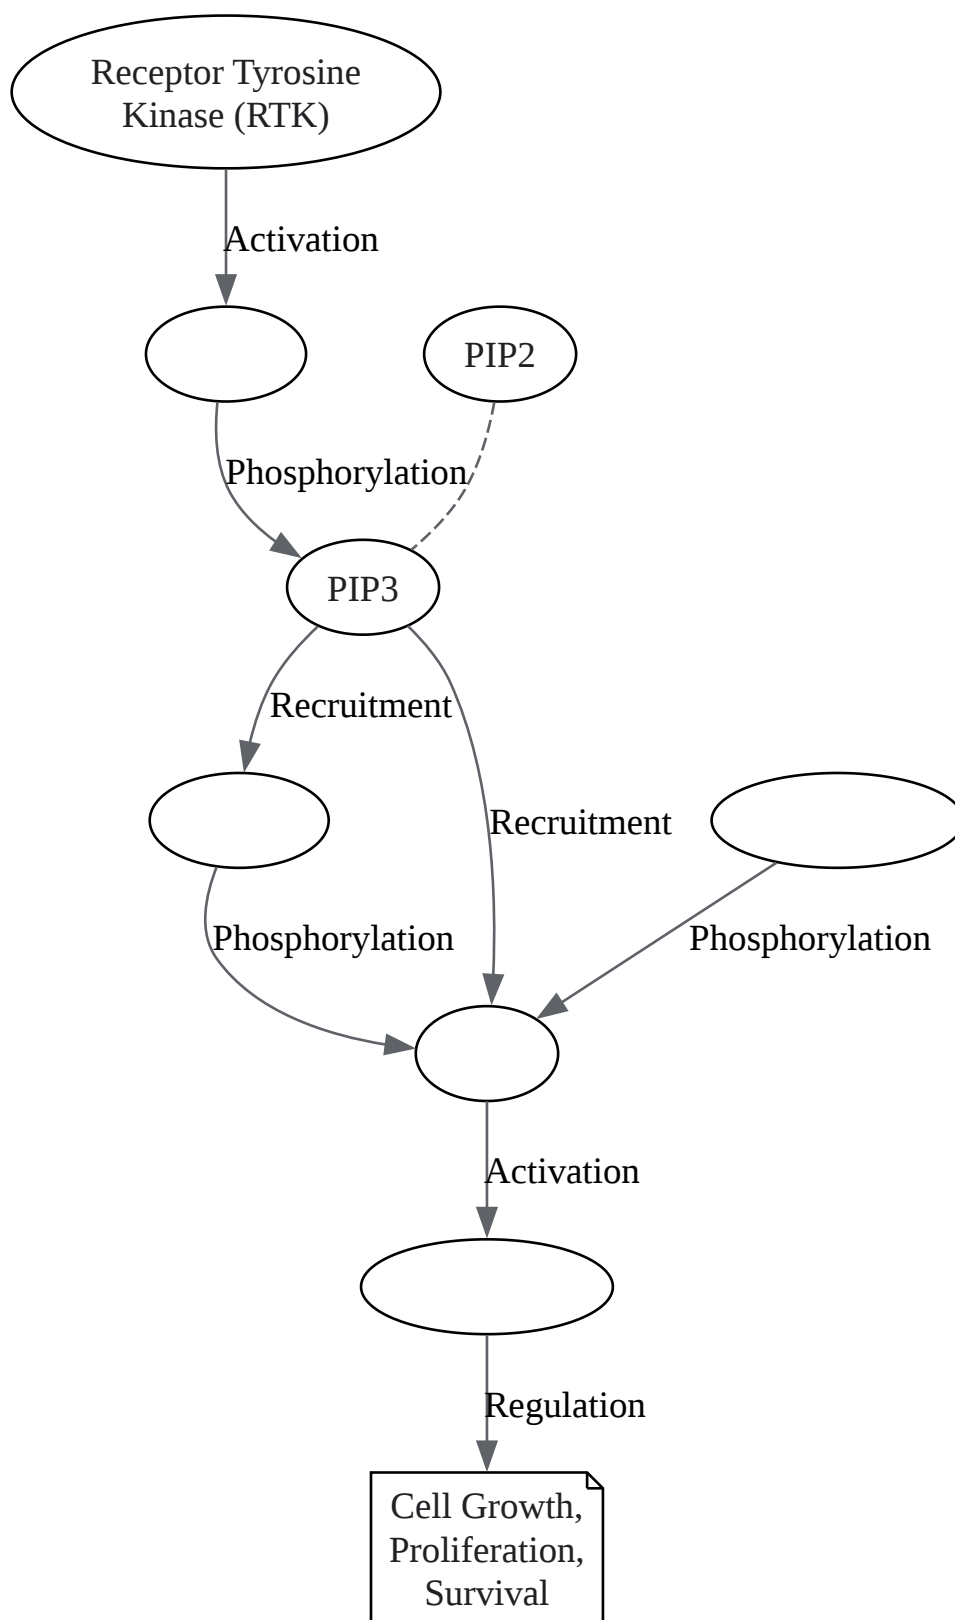 Receptor Tyrosine
Kinase (RTK)
Activation
PIP2
Phosphorylation
PIP3
Recruitment
Recruitment
Phosphorylation
Phosphorylation
Activation
Regulation
Cell Growth,
Proliferation,
Survival